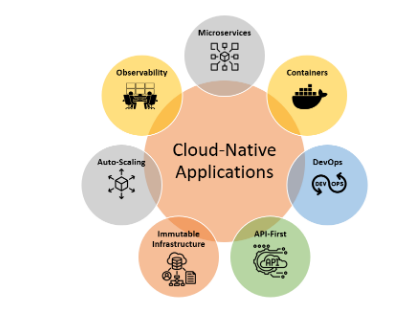 Microservices
Observability
Containers
Cloud-Native
Applications
Auto-Scaling
DevOps
DEV OPS
Immutable
Infrastructure
API-First
API